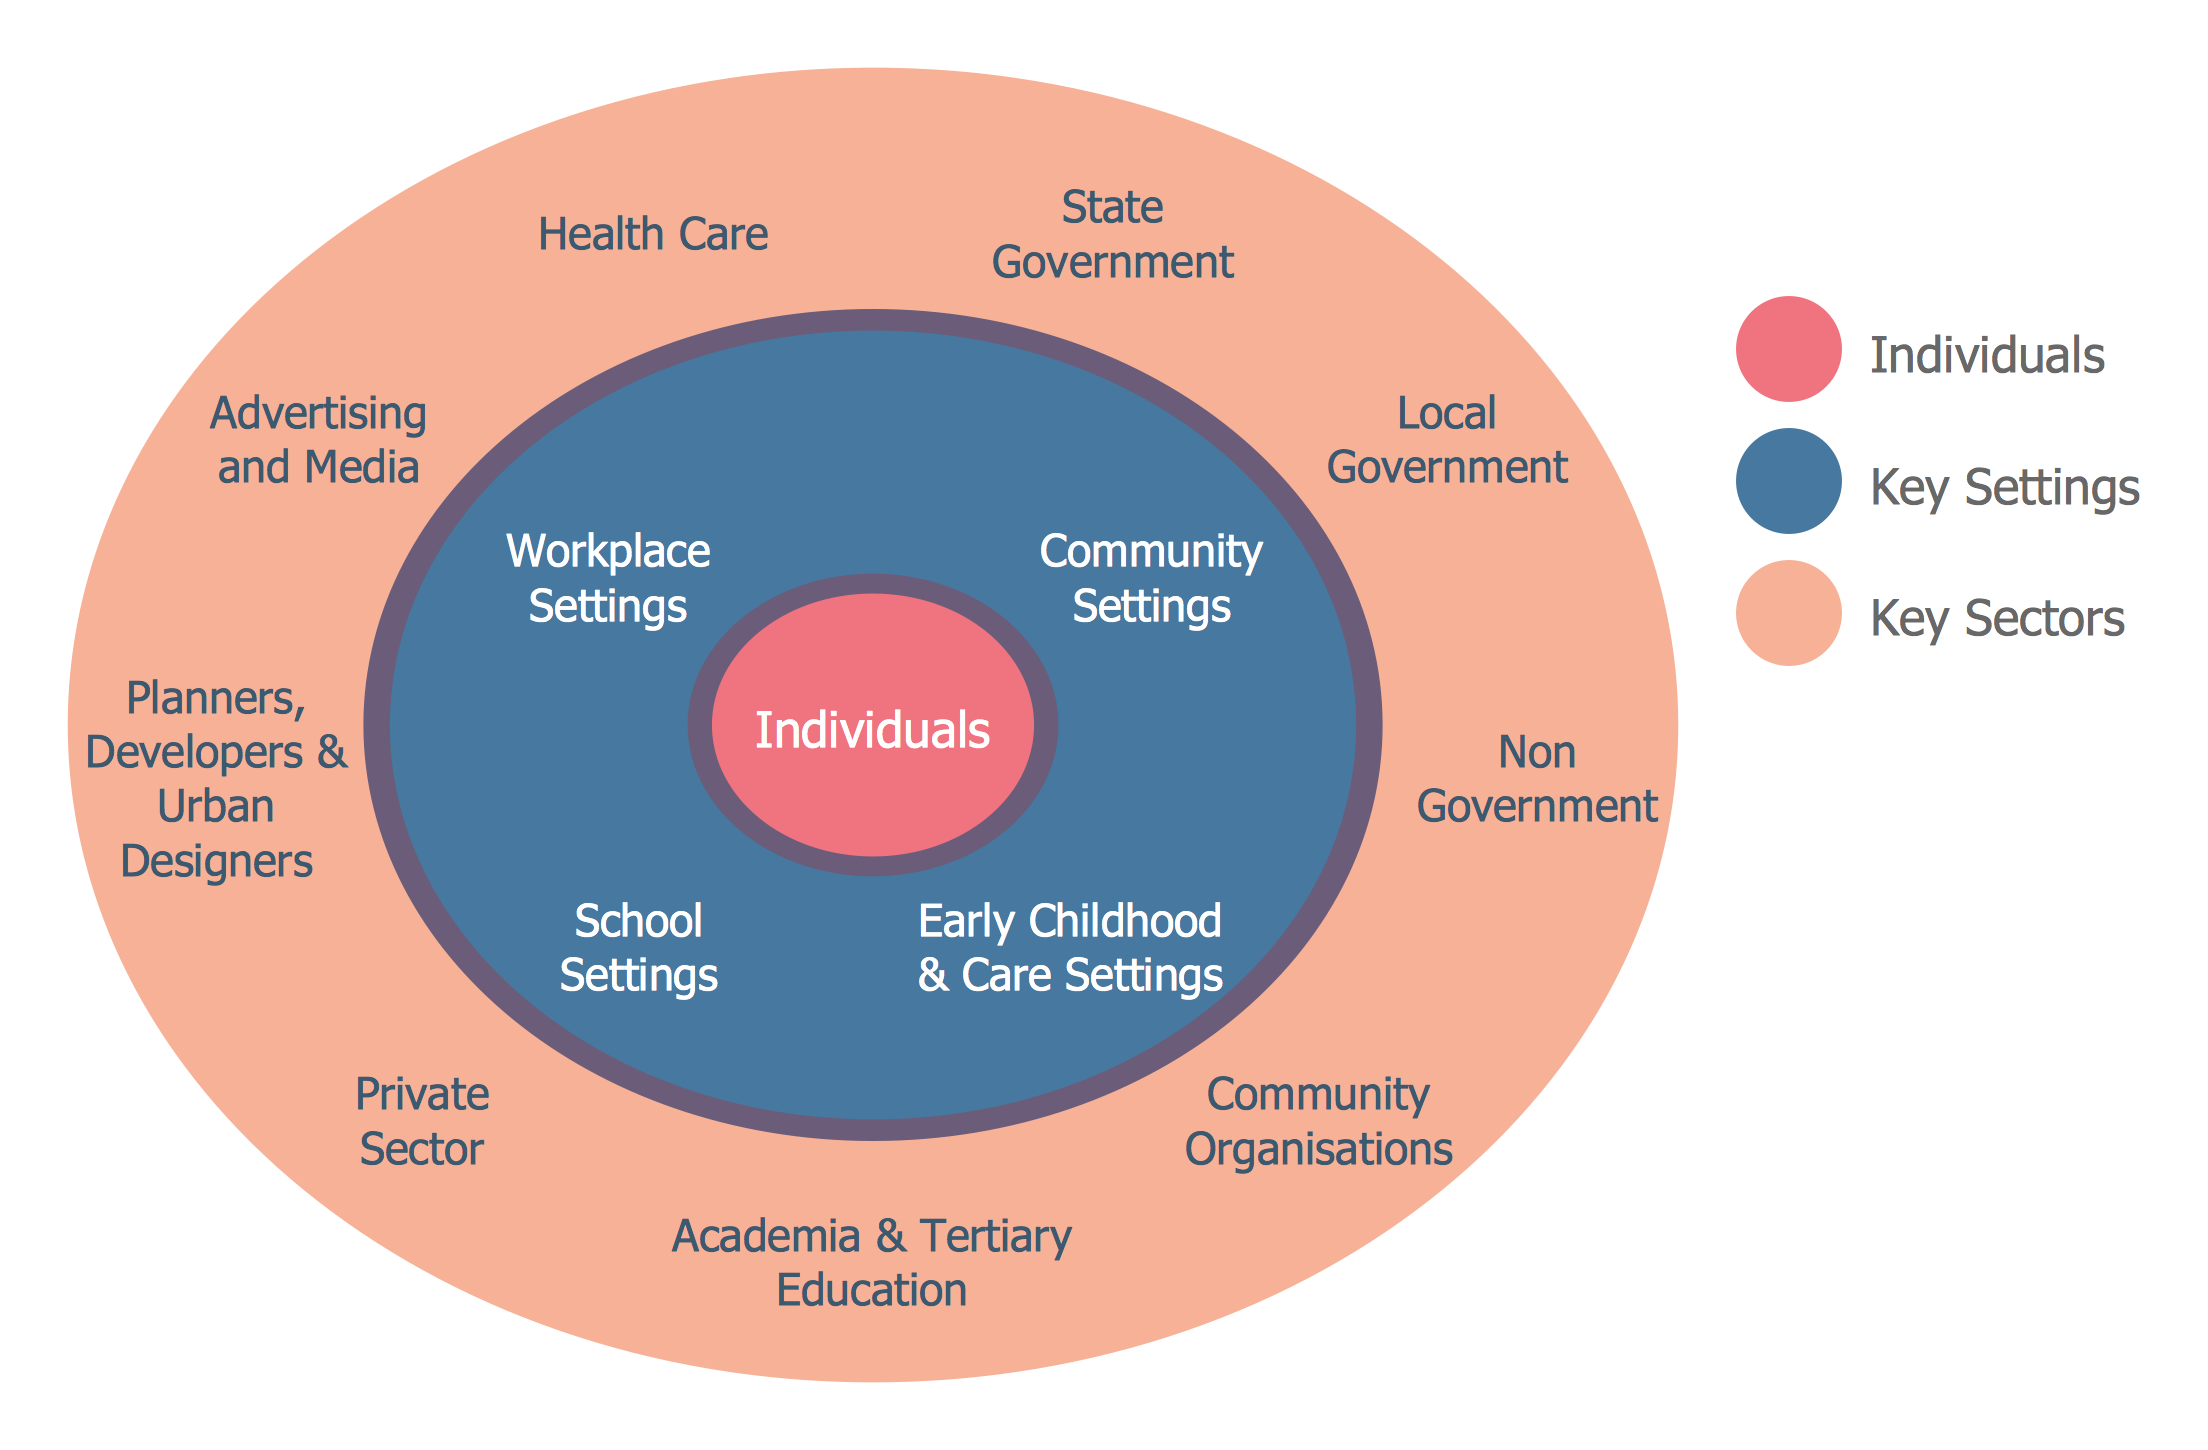 Health Care
State
Government
Advertising
and Media
Local
Government
Workplace
Settings
Community
Settings
Planners,
Developers &
Urban
Designers
Individuals
Non
Government
School
Settings
Early Childhood
& Care Settings
Private
Sector
Community
Organisations
Academia & Tertiary
Education
Individuals
Key Settings
Key Sectors